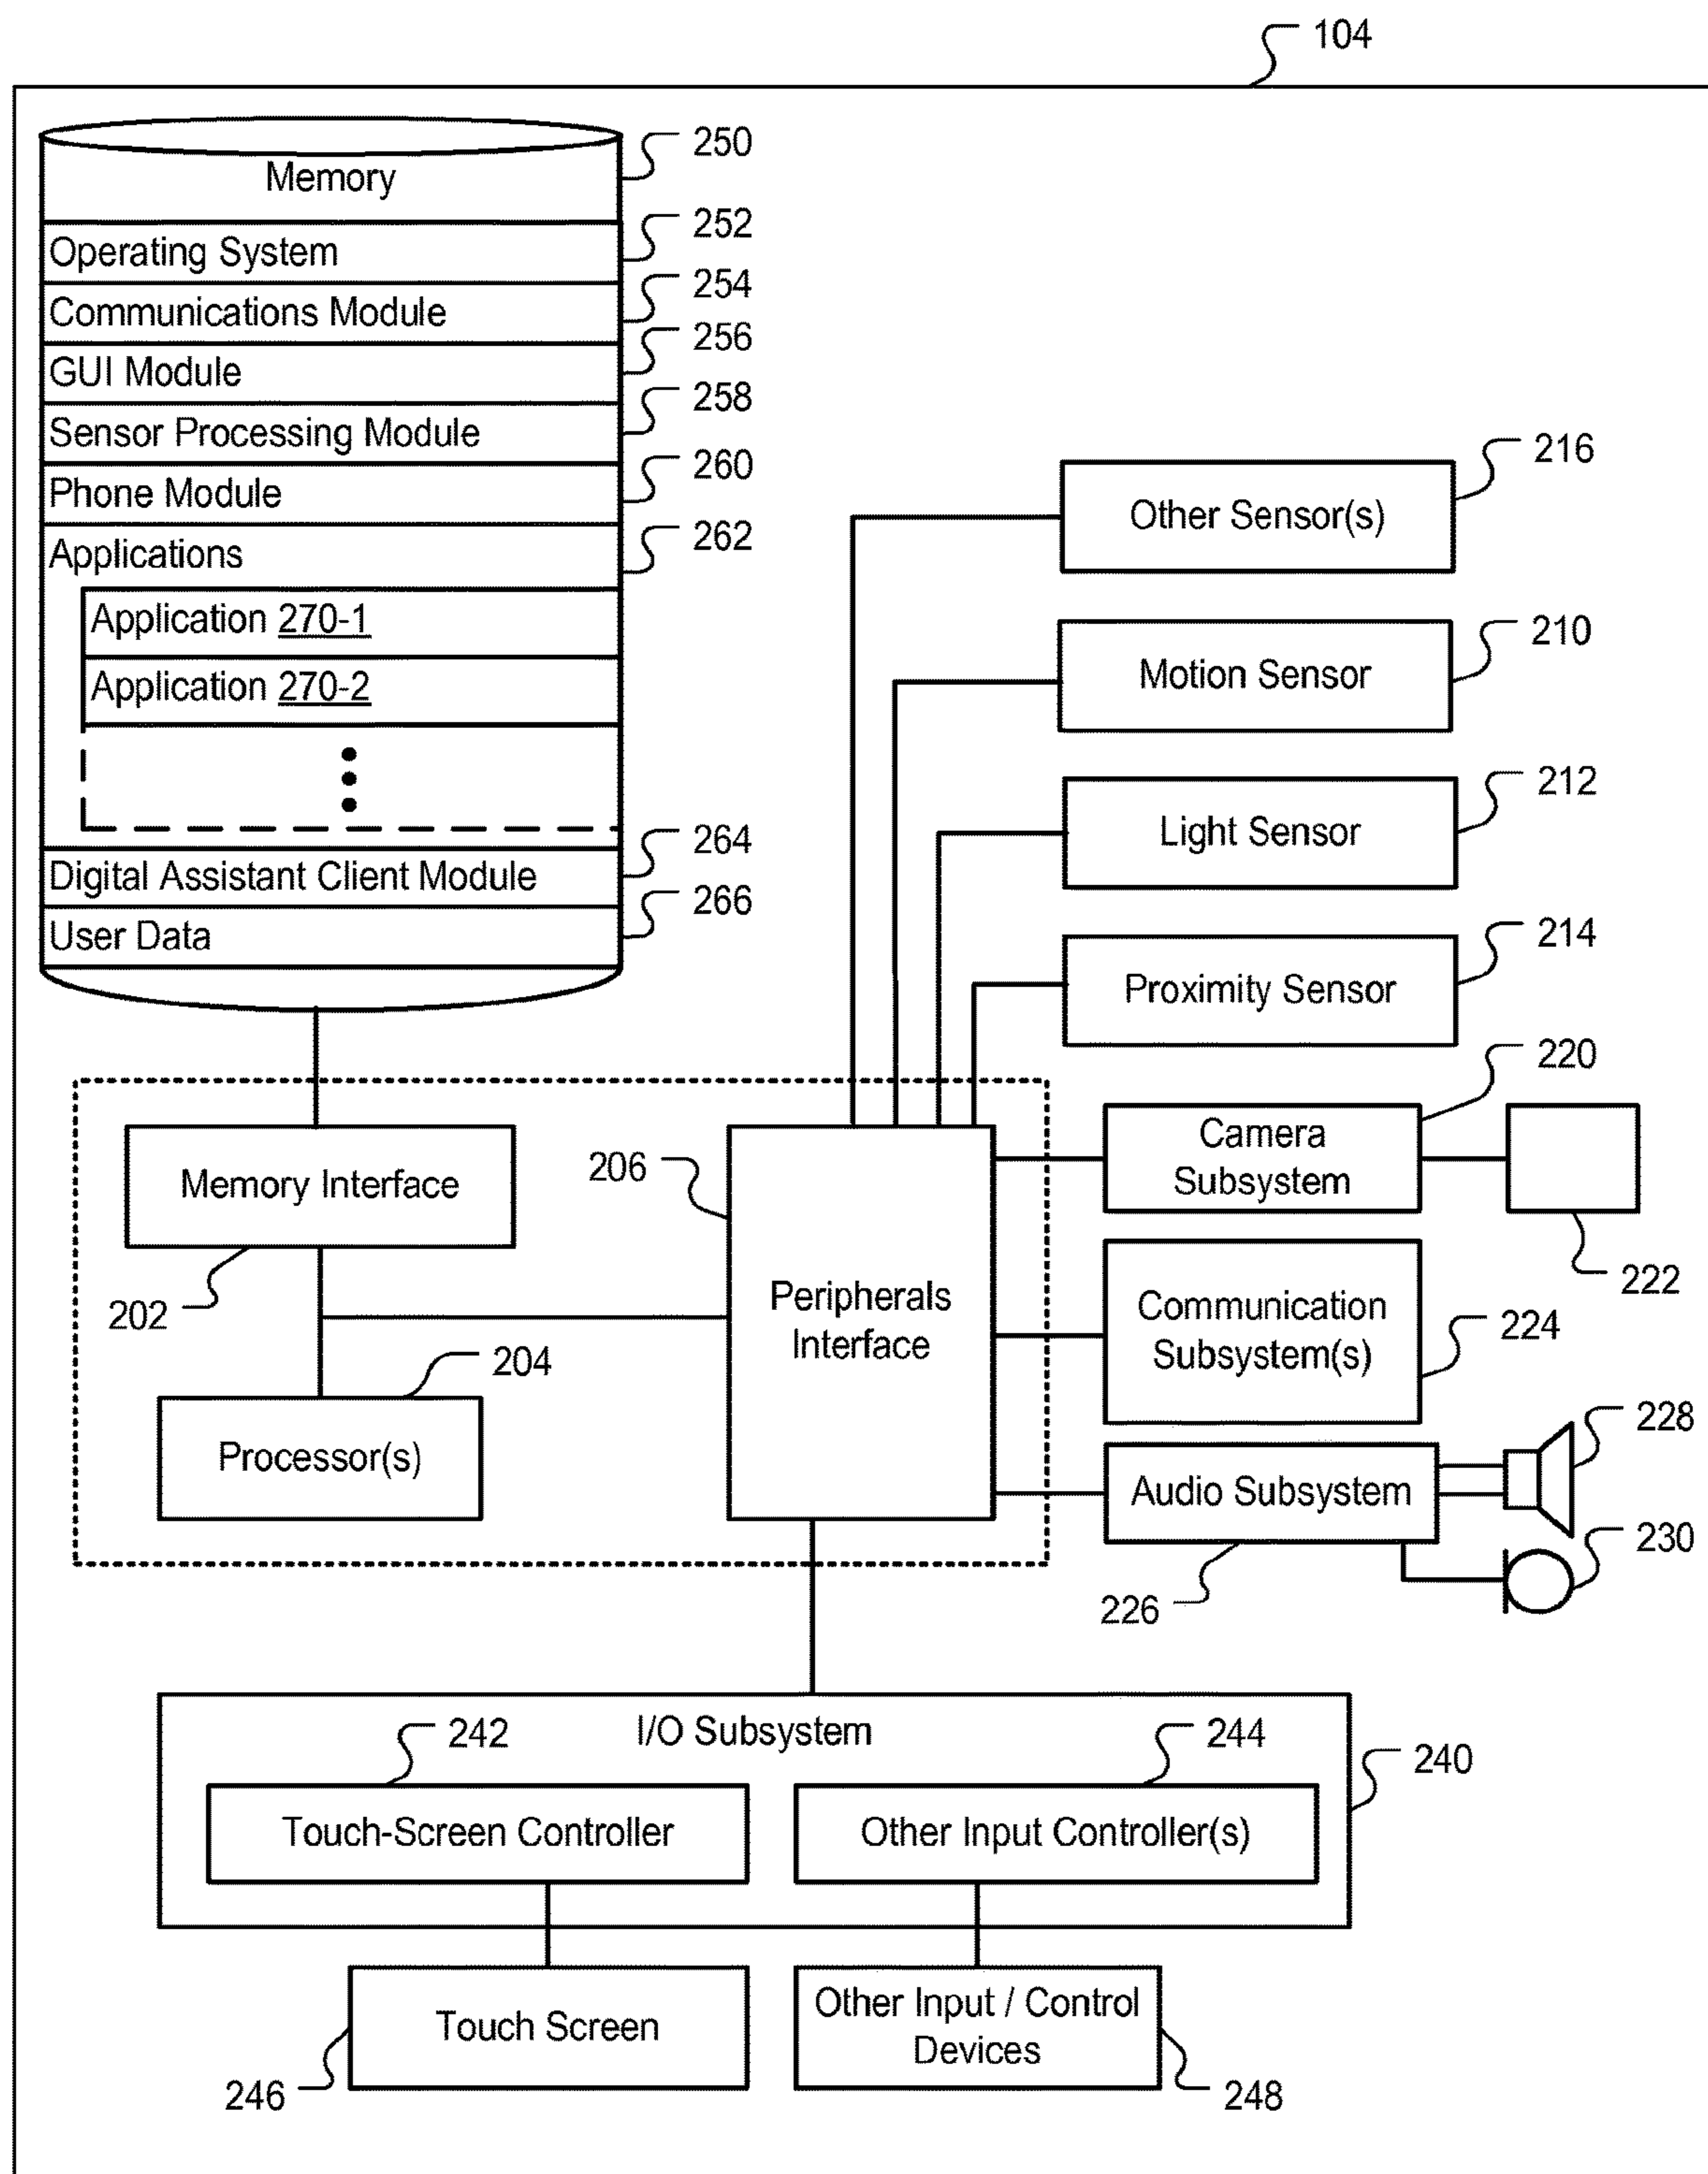 104
Memory
250
Operating System
252
Communications Module
254
GUI Module
256
Sensor Processing Module
258
Phone Module
260
Applications
262
Application 270-1
Application 270-2
Digital Assistant Client Module
264
User Data
266
Other Sensor(s)
216
Motion Sensor
210
Light Sensor
212
Proximity Sensor
214
Memory Interface
202
Processor(s)
204
Peripherals
Interface
206
Camera
Subsystem
220
222
Communication
Subsystem(s)
224
Audio Subsystem
226
228
230
I/O Subsystem
240
Touch-Screen Controller
242
Other Input Controller(s)
244
Touch Screen
246
Other Input / Control
Devices
248